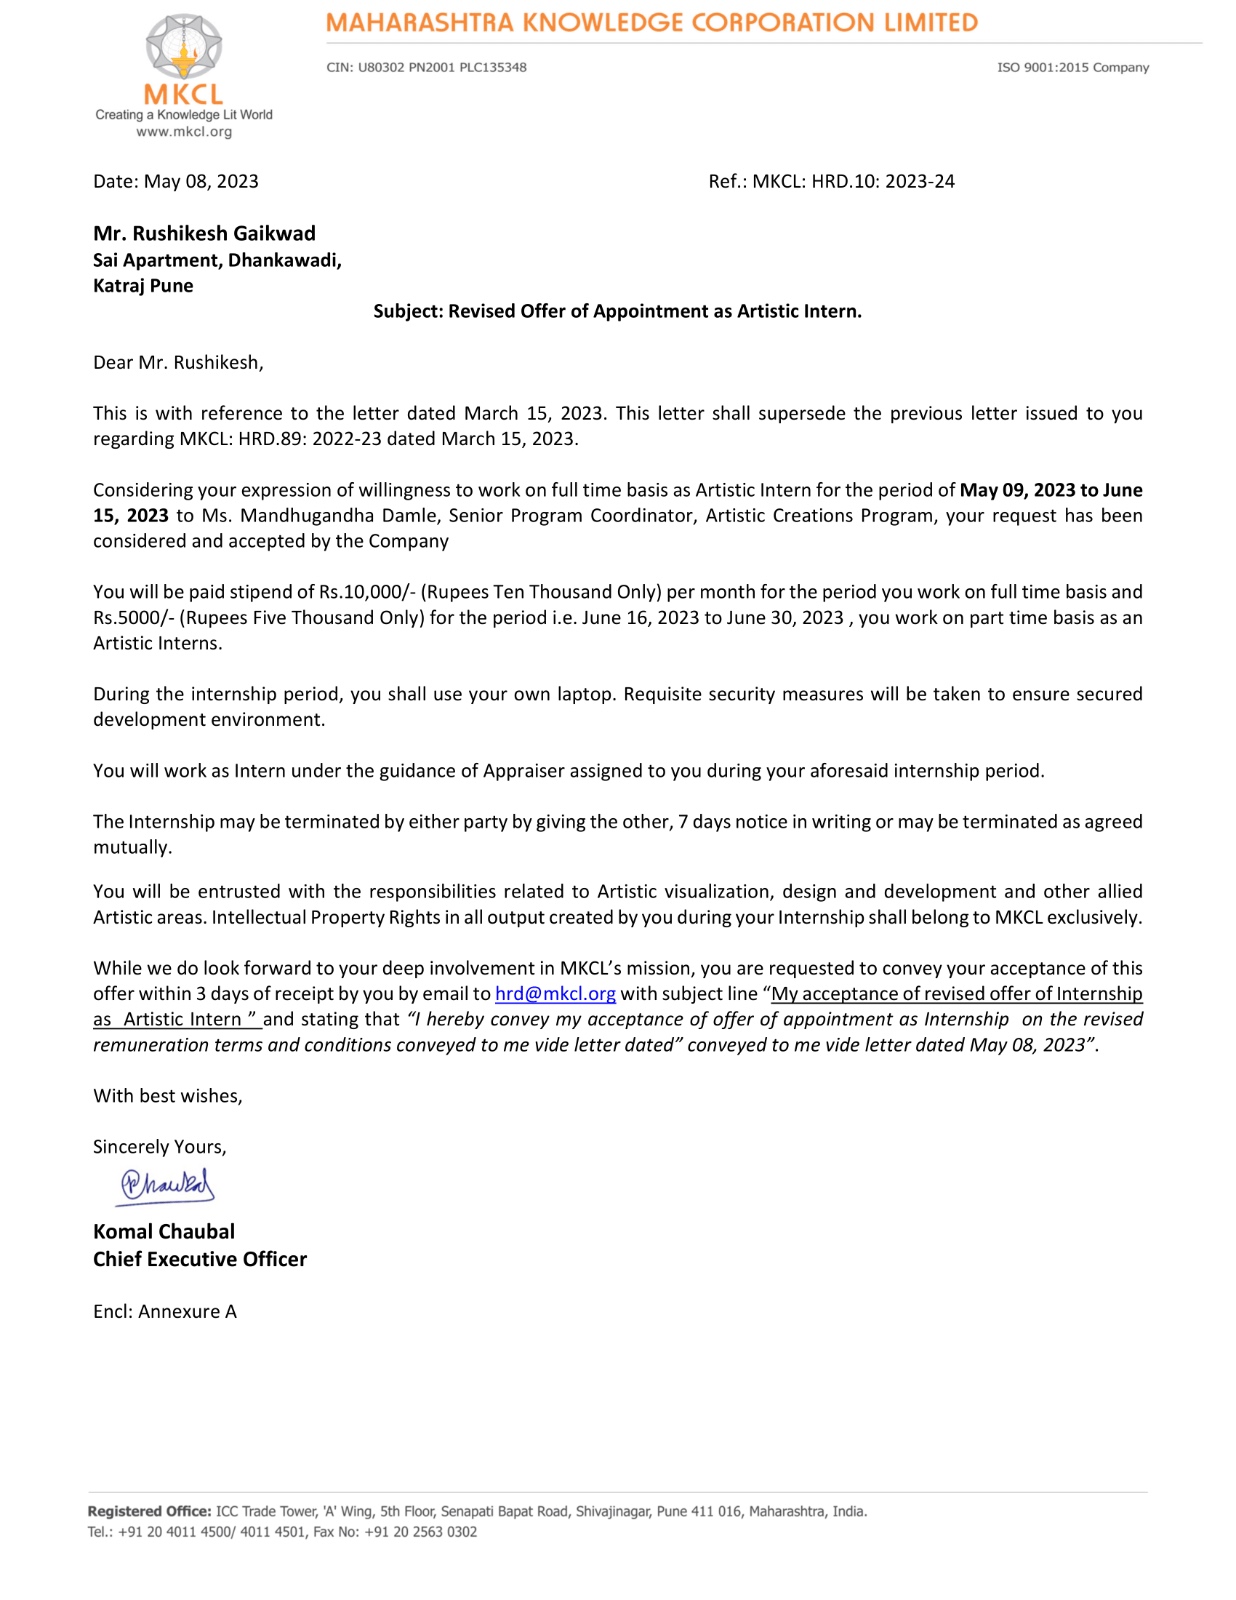 MAHARASHTRA KNOWLEDGE CORPORATION LIMITED
CIN: U80302 PN2001 PLC135348 ISO 9001:2015 Company
MKCL
Creating a Knowledge Lit World
www.mkcl.org
Date: May 08, 2023 Ref.: MKCL: HRD.10: 2023-24
Mr. Rushikesh Gaikwad
Sai Apartment, Dhankawadi,
Katraj Pune
Subject: Revised Offer of Appointment as Artistic Intern.
Dear Mr. Rushikesh,
This is with reference to the letter dated March 15, 2023. This letter shall supersede the previous letter issued to you
regarding MKCL: HRD.89: 2022-23 dated March 15, 2023.
Considering your expression of willingness to work on full time basis as Artistic Intern for the period of May 09, 2023 to June
15, 2023 to Ms. Mandhugandha Damle, Senior Program Coordinator, Artistic Creations Program, your request has been
considered and accepted by the Company
You will be paid stipend of Rs.10,000/- (Rupees Ten Thousand Only) per month for the period you work on full time basis and
Rs.5000/- (Rupees Five Thousand Only) for the period i.e. June 16, 2023 to June 30, 2023 , you work on part time basis as an
Artistic Interns.
During the internship period, you shall use your own laptop. Requisite security measures will be taken to ensure secured
development environment.
You will work as Intern under the guidance of Appraiser assigned to you during your aforesaid internship period.
The Internship may be terminated by either party by giving the other, 7 days notice in writing or may be terminated as agreed
mutually.
You will be entrusted with the responsibilities related to Artistic visualization, design and development and other allied
Artistic areas. Intellectual Property Rights in all output created by you during your Internship shall belong to MKCL exclusively.
While we do look forward to your deep involvement in MKCL’s mission, you are requested to convey your acceptance of this
offer within 3 days of receipt by you by email to hrd@mkcl.org with subject line “My acceptance of revised offer of Internship
as Artistic Intern ” and stating that “I hereby convey my acceptance of offer of appointment as Internship on the revised
remuneration terms and conditions conveyed to me vide letter dated” conveyed to me vide letter dated May 08, 2023”.
With best wishes,
Sincerely Yours,
Chaubal
Komal Chaubal
Chief Executive Officer
Encl: Annexure A
Registered Office: ICC Trade Tower, 'A' Wing, 5th Floor, Senapati Bapat Road, Shivajinagar, Pune 411 016, Maharashtra, India.
Tel.: +91 20 4011 4500/ 4011 4501, Fax No: +91 20 2563 0302